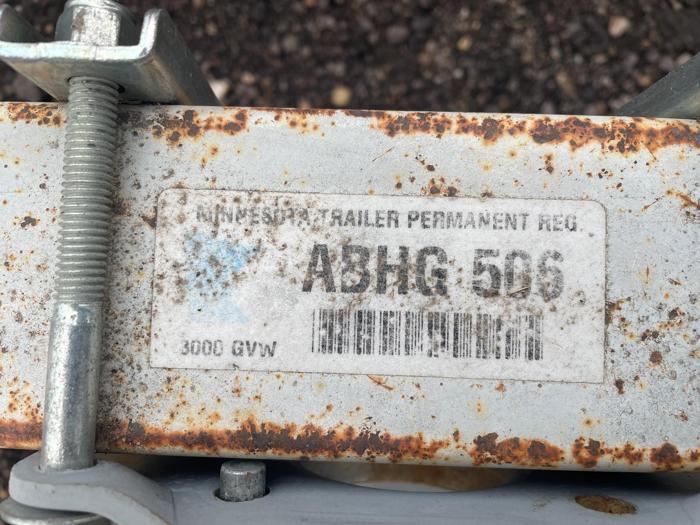 MINNESOTA TRAILER PERMANENT REG.
ABHG 506
3000 GVW